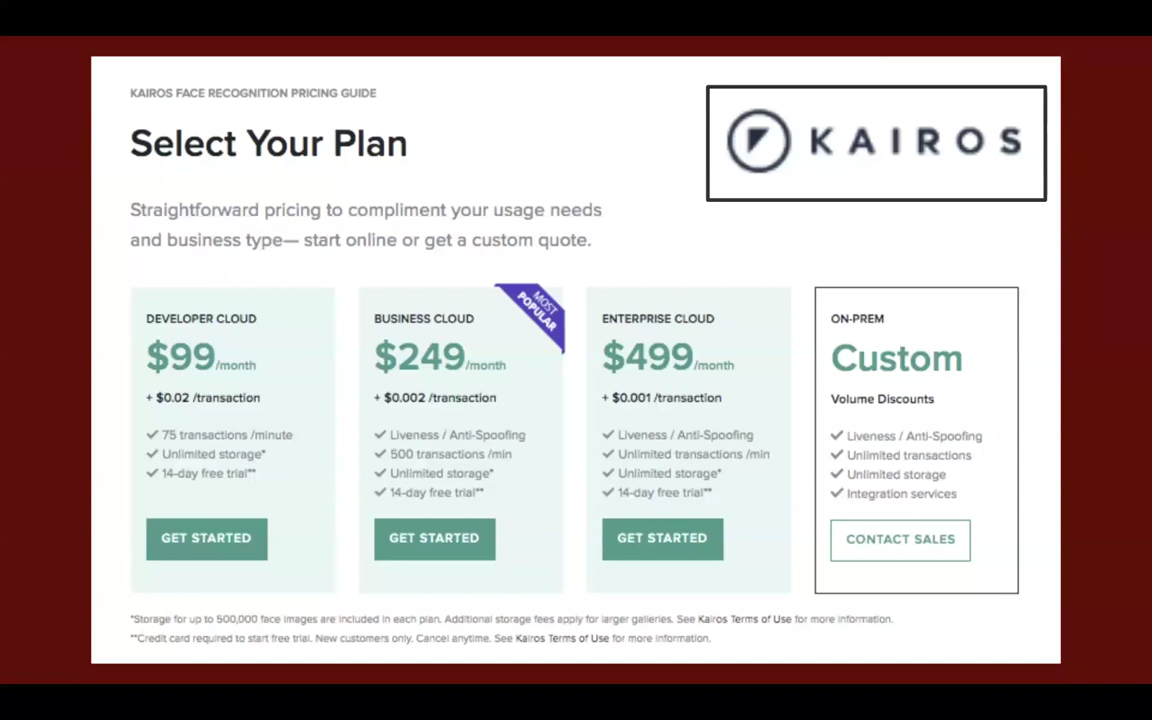 KAIROS FACE RECOGNITION PRICING GUIDE
KAIROS
Select Your Plan
Straightforward pricing to compliment your usage needs
and business type— start online or get a custom quote.
DEVELOPER CLOUD
$99/month
+ $0.02 /transaction
✓ 75 transactions /minute
✓ Unlimited storage*
✓ 14-day free trial**
GET STARTED
MOST
POPULAR
BUSINESS CLOUD
$249/month
+ $0.002 /transaction
✓ Liveness / Anti-Spoofing
✓ 500 transactions /min
✓ Unlimited storage*
✓ 14-day free trial**
GET STARTED
ENTERPRISE CLOUD
$499/month
+ $0.001 /transaction
✓ Liveness / Anti-Spoofing
✓ Unlimited transactions /min
✓ Unlimited storage*
✓ 14-day free trial**
GET STARTED
ON-PREM
Custom
Volume Discounts
✓ Liveness / Anti-Spoofing
✓ Unlimited transactions
✓ Unlimited storage
✓ Integration services
CONTACT SALES
*Storage for up to 500,000 face images are included in each plan. Additional storage fees apply for larger galleries. See Kairos Terms of Use for more information.
**Credit card required to start free trial. New customers only. Cancel anytime. See Kairos Terms of Use for more information.